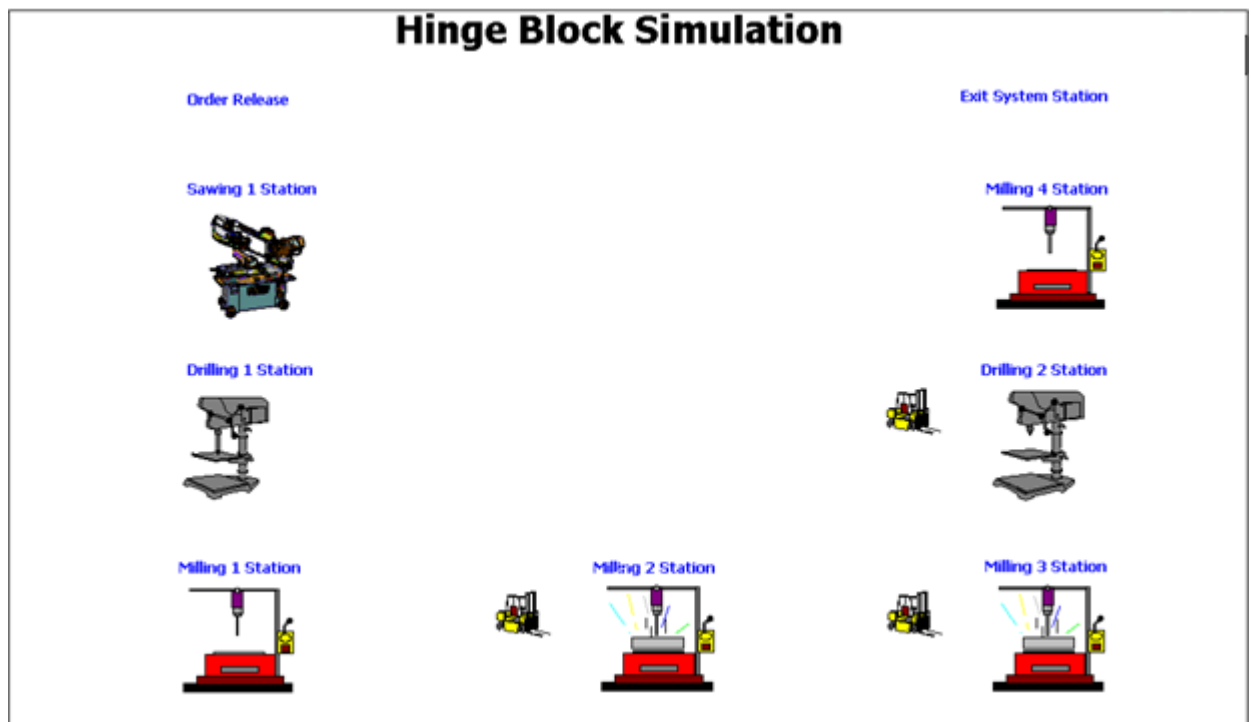 Hinge Block Simulation
Order Release
Exit System Station
Sawing 1 Station
Milling 4 Station
Drilling 1 Station
Drilling 2 Station
Milling 1 Station
Milling 2 Station
Milling 3 Station